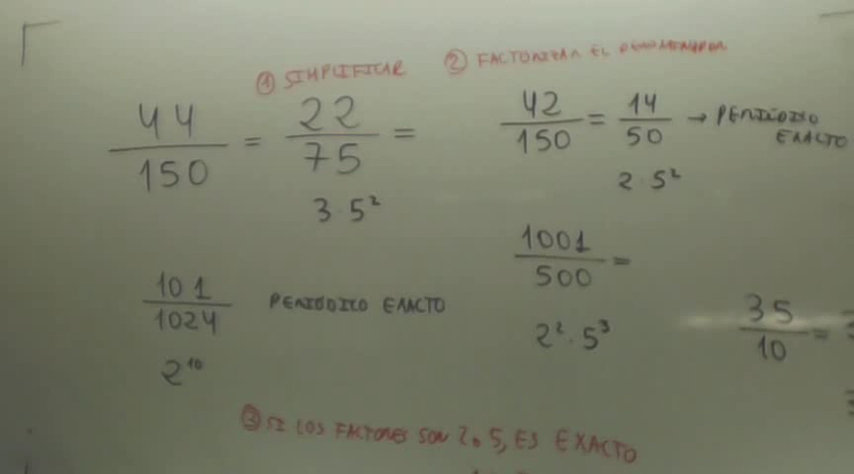 ① SIMPLIFICAR
② FACTORIZAR EL DENOMINADOR
44/150 = 22/75 =
3·5²
42/150 = 14/50 → PERIÓDICO EXACTO
2·5²
1001/500 =
2²·5³
101/1024 PERIÓDICO EXACTO
2¹⁰
35/10 =
③ SI LOS FACTORES SON 2 o 5, ES EXACTO